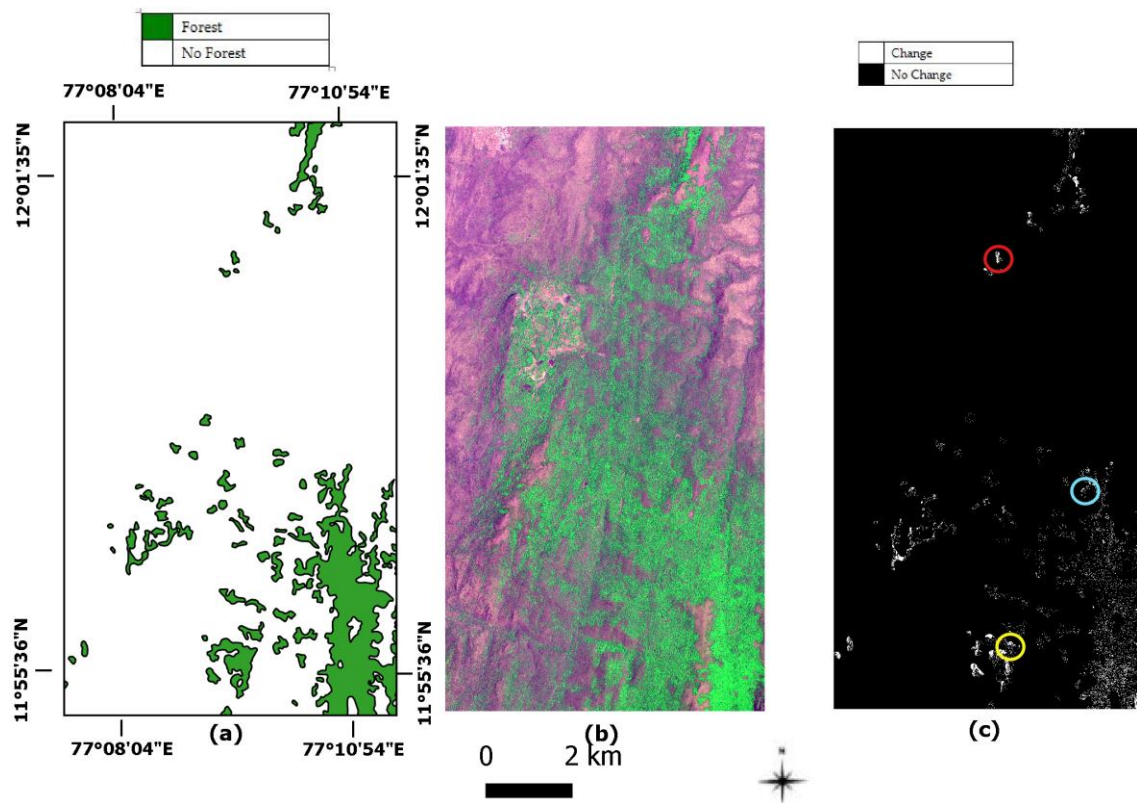 Forest
No Forest
Change
No Change
77°08'04"E
77°10'54"E
12°01'35"N
12°01'35"N
11°55'36"N
11°55'36"N
77°08'04"E
(a)
77°10'54"E
(b)
(c)
0
2 km
N